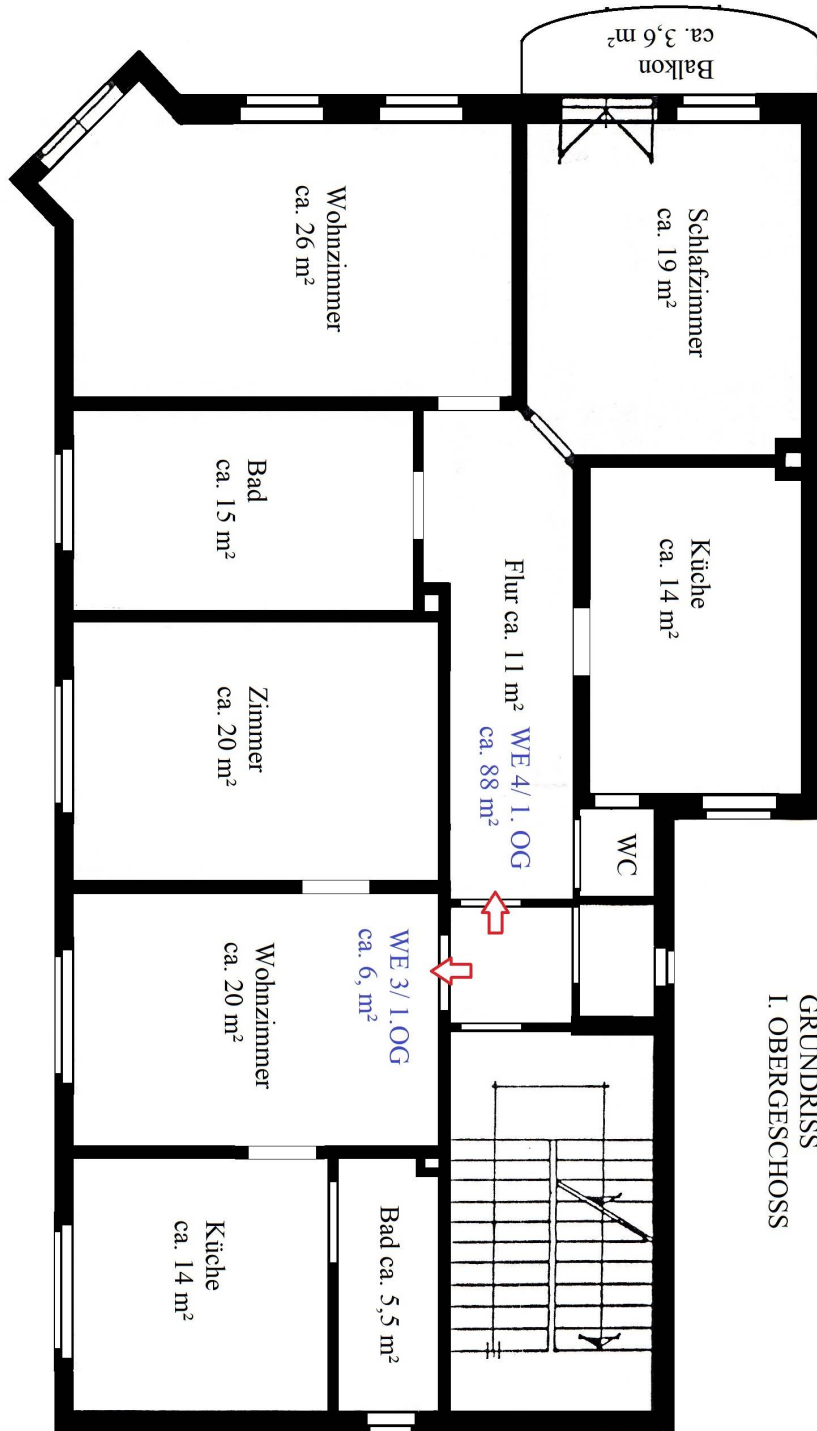 Balkon
ca. 3,6 m²
Schlafzimmer
ca. 19 m²
Wohnzimmer
ca. 26 m²
Küche
ca. 14 m²
Bad
ca. 15 m²
Flur ca. 11 m²
WE 4/ 1. OG
ca. 88 m²
Zimmer
ca. 20 m²
WC
WE 3/ 1.OG
ca. 6, m²
Wohnzimmer
ca. 20 m²
GRUNDRISS
I. OBERGESCHOSS
Küche
ca. 14 m²
Bad ca. 5,5 m²